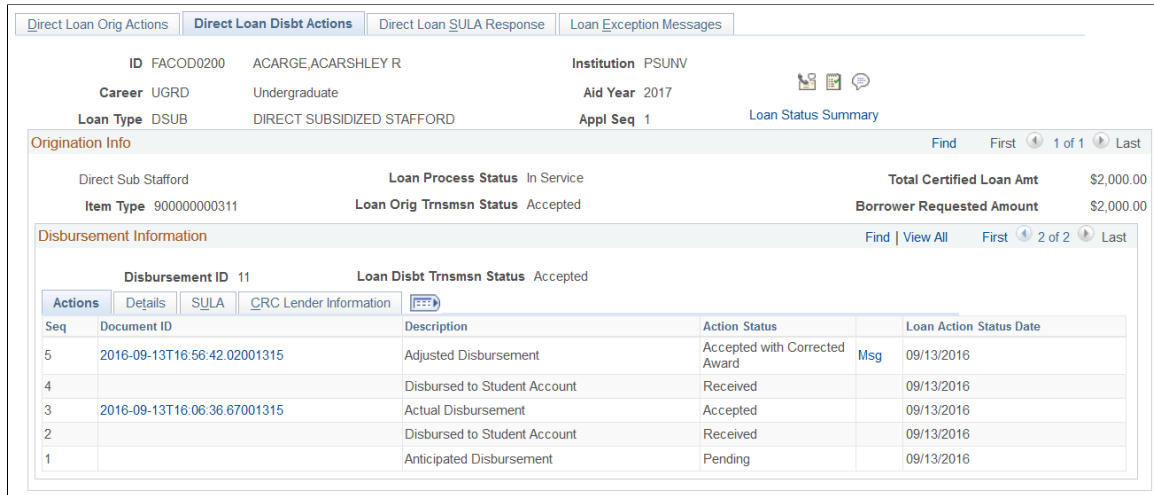 Direct Loan Orig Actions Direct Loan Disbt Actions Direct Loan SULA Response Loan Exception Messages
ID FACOD0200 ACARGE,ACARSHLEY R Institution PSUNV
Career UGRD Undergraduate Aid Year 2017
Loan Type DSUB DIRECT SUBSIDIZED STAFFORD Appl Seq 1 Loan Status Summary
Origination Info Find First 1 of 1 Last
Direct Sub Stafford Loan Process Status In Service Total Certified Loan Amt $2,000.00
Item Type 900000000311 Loan Orig Trnsmsn Status Accepted Borrower Requested Amount $2,000.00
Disbursement Information Find | View All First 2 of 2 Last
Disbursement ID 11 Loan Disbt Trnsmsn Status Accepted
Actions Details SULA CRC Lender Information
Seq Document ID Description Action Status Loan Action Status Date
5 2016-09-13T16:56:42.02001315 Adjusted Disbursement Accepted with Corrected Award Msg 09/13/2016
4 Disbursed to Student Account Received 09/13/2016
3 2016-09-13T16:06:36.67001315 Actual Disbursement Accepted 09/13/2016
2 Disbursed to Student Account Received 09/13/2016
1 Anticipated Disbursement Pending 09/13/2016